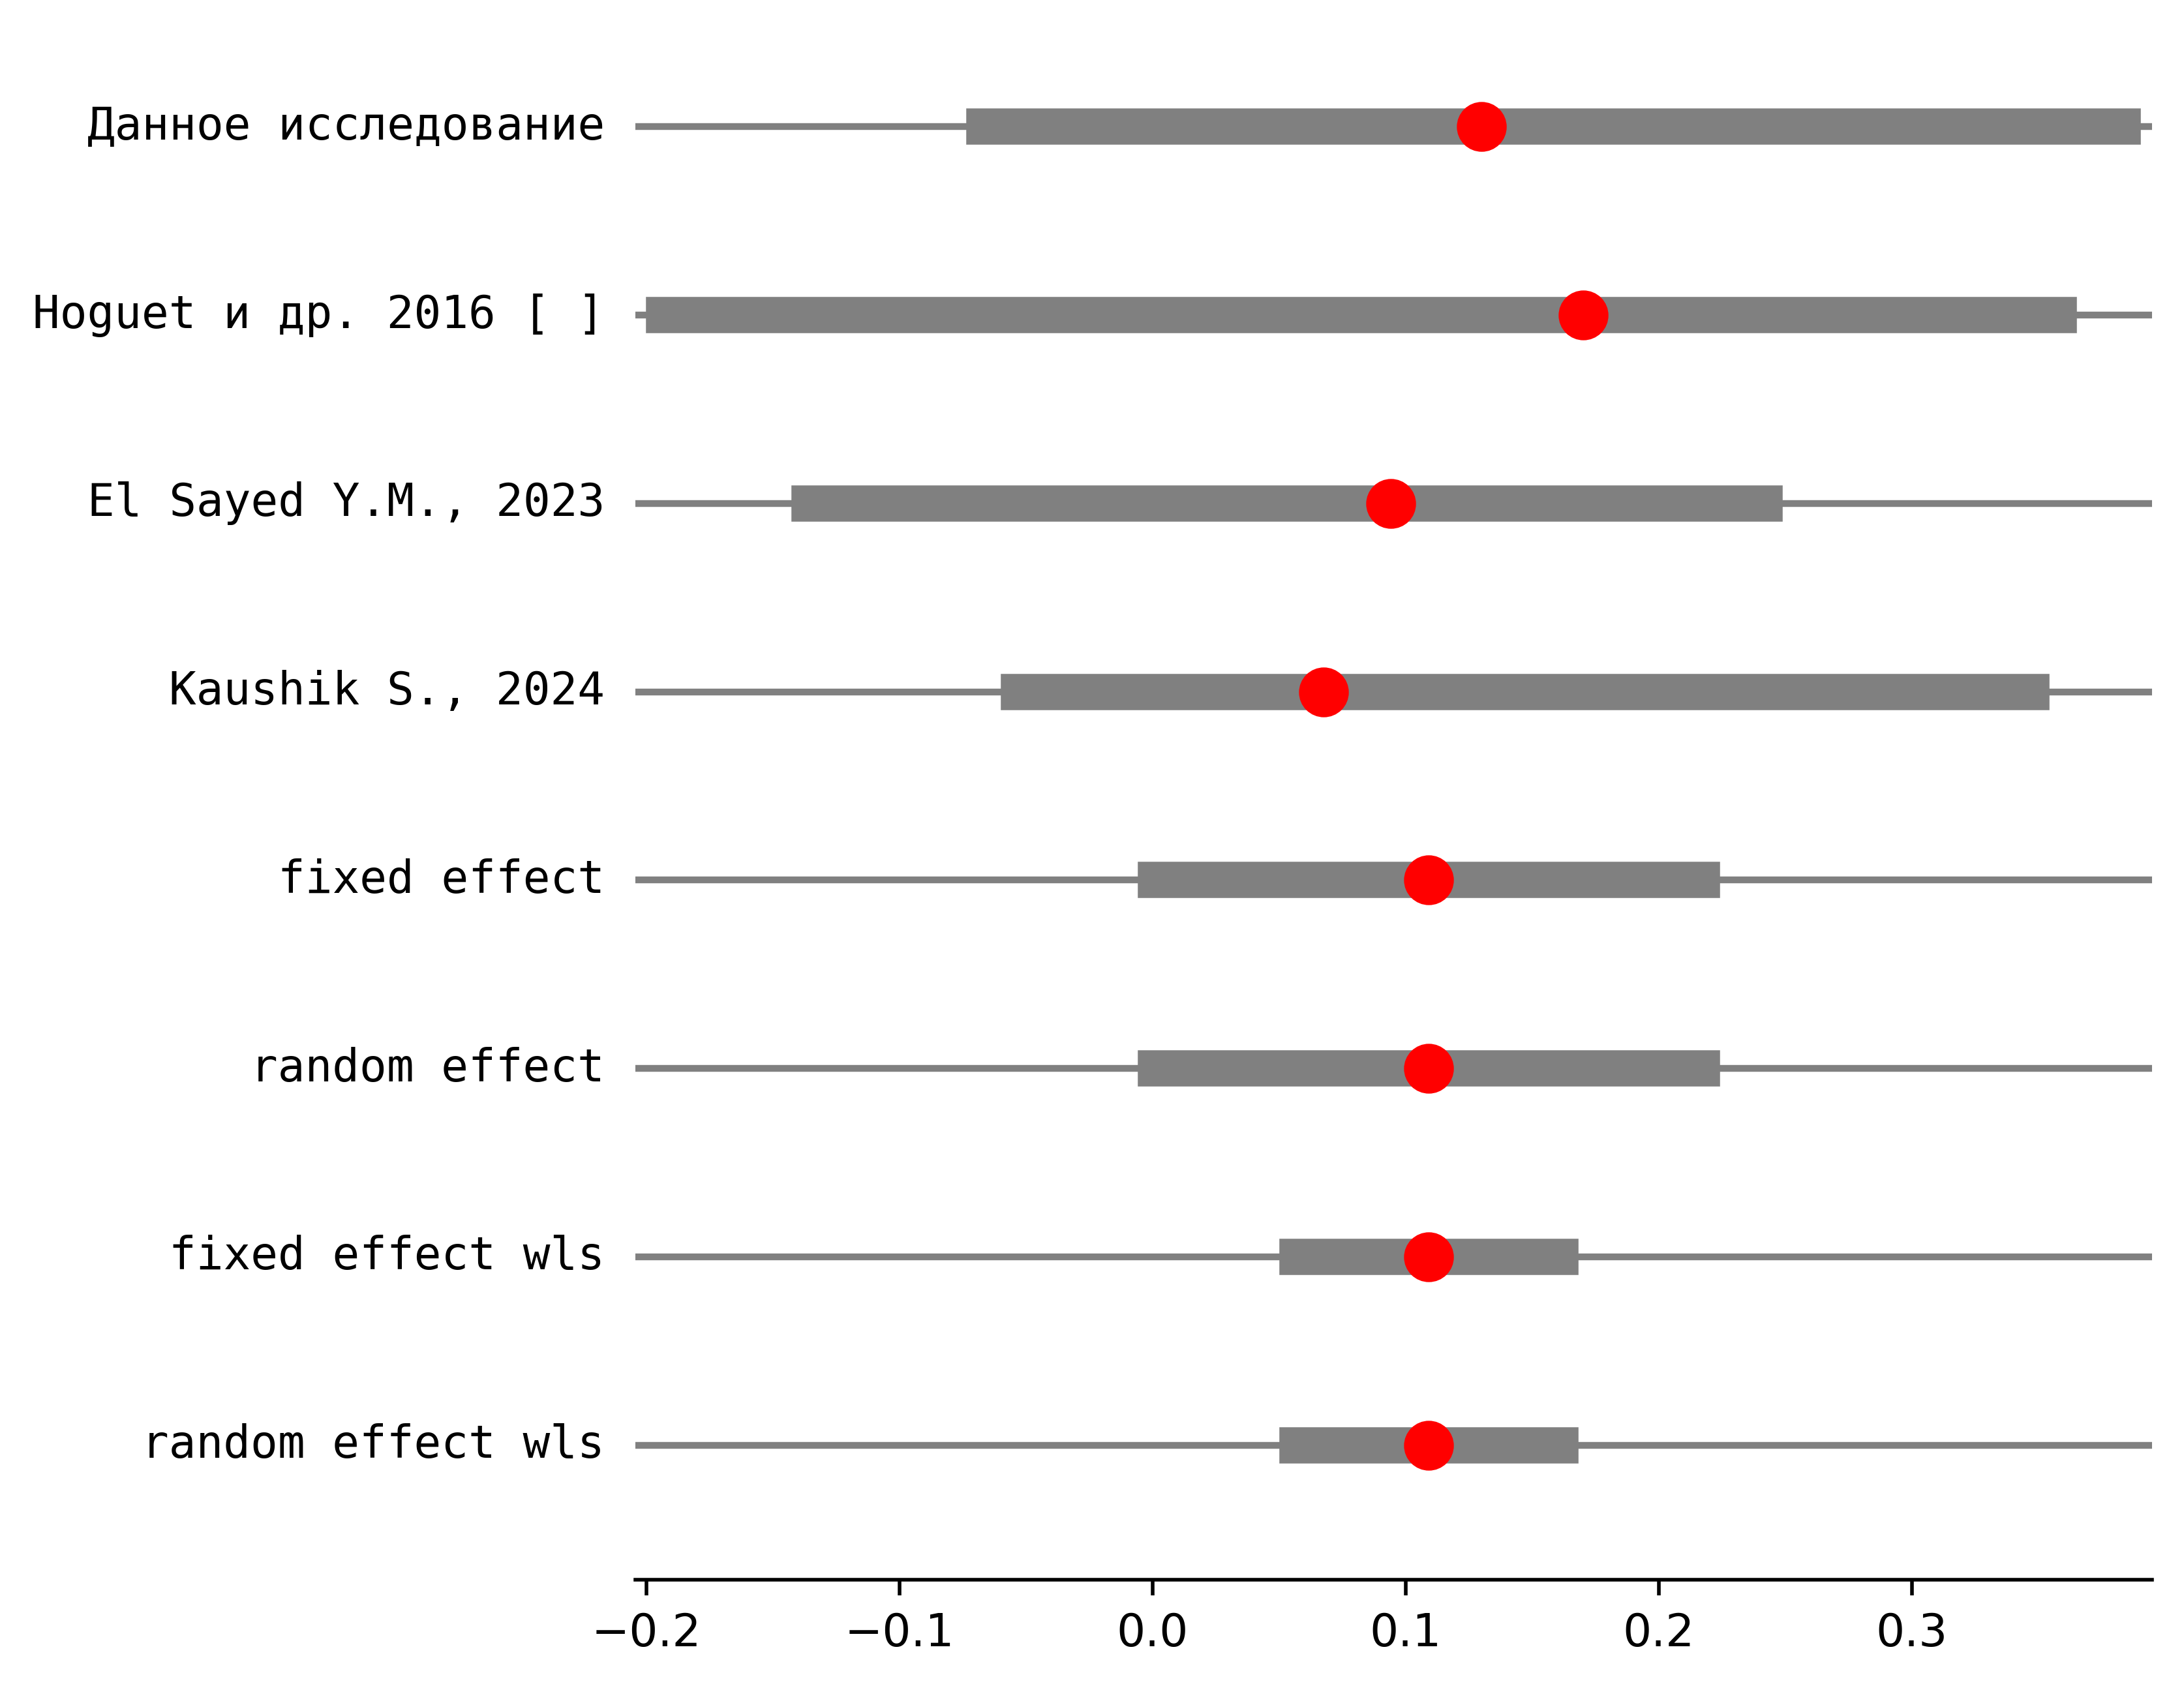 Данное исследование
Hoguet и др. 2016 [ ]
El Sayed Y.M., 2023
Kaushik S., 2024
fixed effect
random effect
fixed effect wls
random effect wls
−0.2 −0.1 0.0 0.1 0.2 0.3